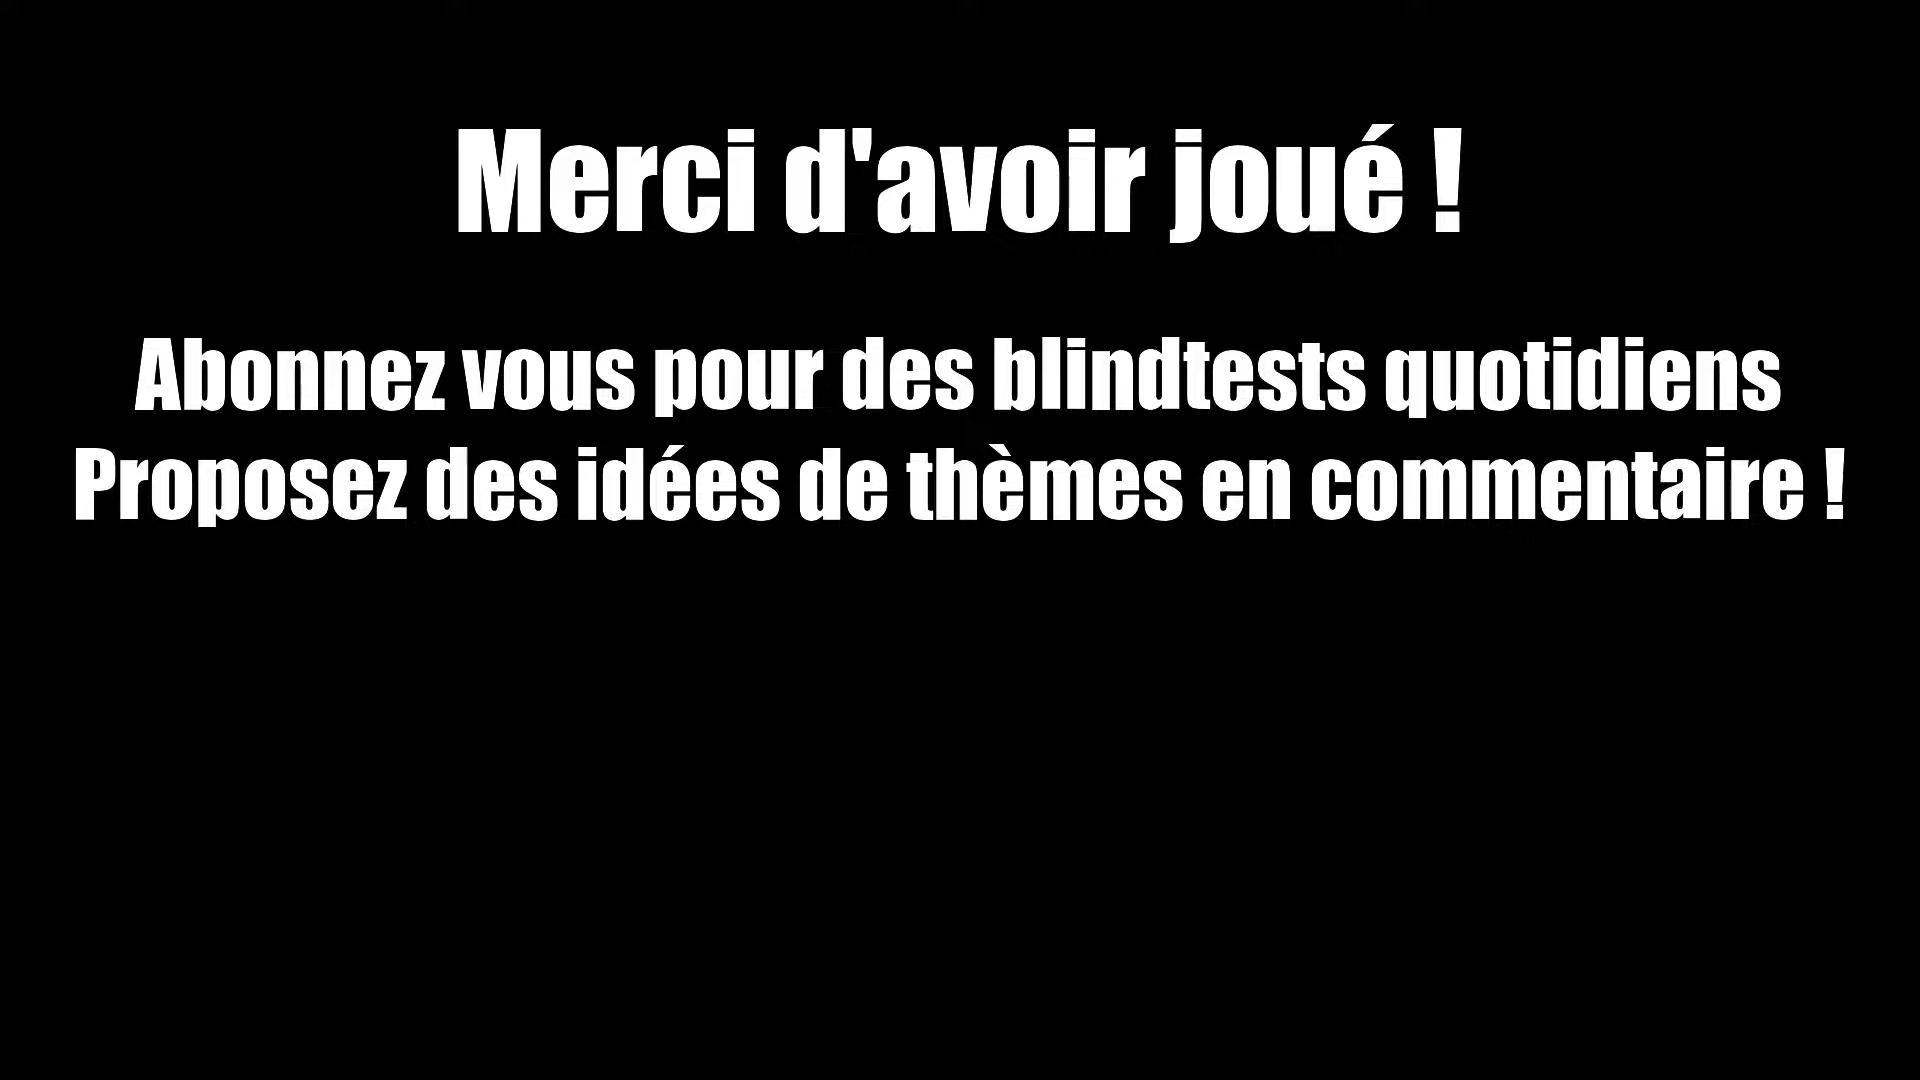 Merci d'avoir joué !
Abonnez vous pour des blindtests quotidiens
Proposez des idées de thèmes en commentaire !